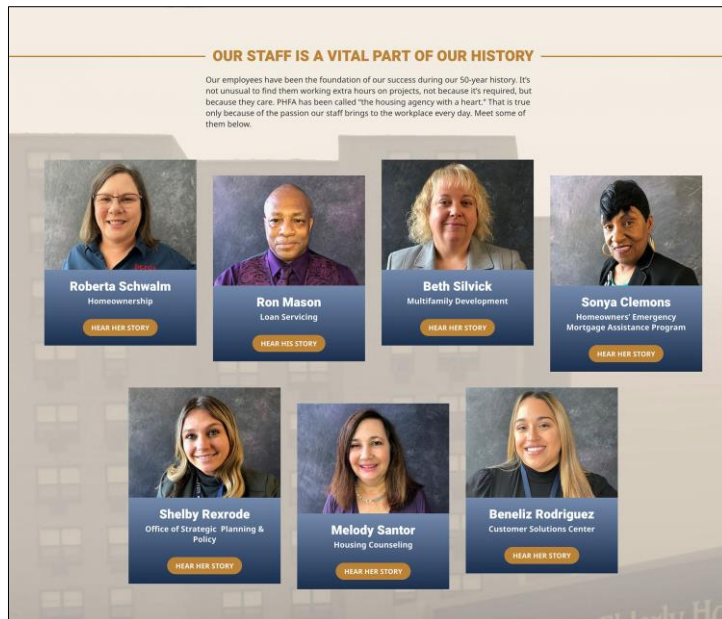 OUR STAFF IS A VITAL PART OF OUR HISTORY
Our employees have been the foundation of our success during our 50-year history. It's
not unusual to find them working extra hours on projects, not because it's required, but
because they care. PHFA has been called "the housing agency with a heart." That is true
only because of the passion our staff brings to the workplace every day. Meet some of
them below.
Roberta Schwalm
Homeownership
HEAR HER STORY
Ron Mason
Loan Servicing
HEAR HIS STORY
Beth Silvick
Multifamily Development
HEAR HER STORY
Sonya Clemons
Homeowners' Emergency
Mortgage Assistance Program
HEAR HER STORY
Shelby Rexrode
Office of Strategic Planning &
Policy
HEAR HER STORY
Melody Santor
Housing Counseling
HEAR HER STORY
Beneliz Rodriguez
Customer Solutions Center
HEAR HER STORY
Elderly